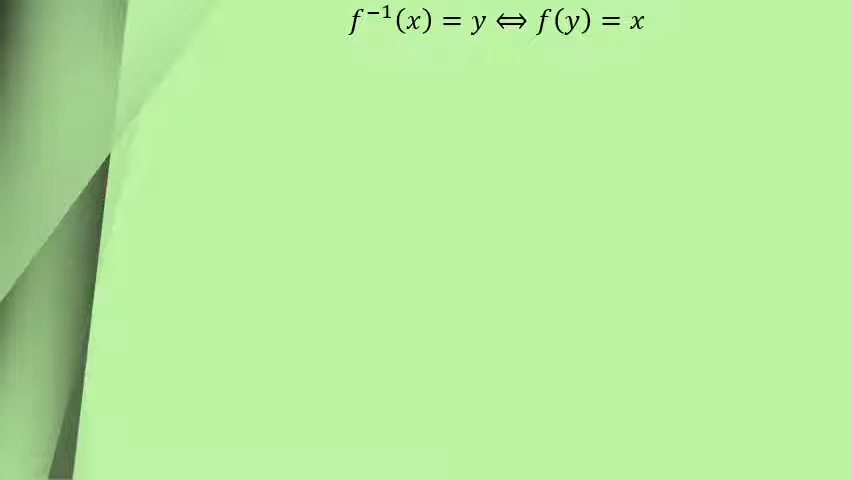 f⁻¹(x) = y ⟺ f(y) = x